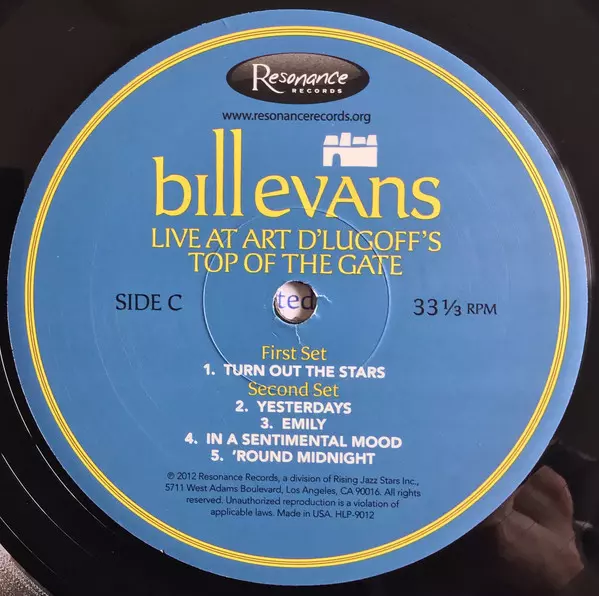 Resonance
RECORDS
www.resonancerecords.org
bill evans
LIVE AT ART D'LUGOFF'S
TOP OF THE GATE
SIDE C ted 33 1/3 RPM
First Set
1. TURN OUT THE STARS
Second Set
2. YESTERDAYS
3. EMILY
4. IN A SENTIMENTAL MOOD
5. 'ROUND MIDNIGHT
℗ 2012 Resonance Records, a division of Rising Jazz Stars Inc.,
5711 West Adams Boulevard, Los Angeles, CA 90016. All rights
reserved. Unauthorized reproduction is a violation of
applicable laws. Made in USA. HLP-9012